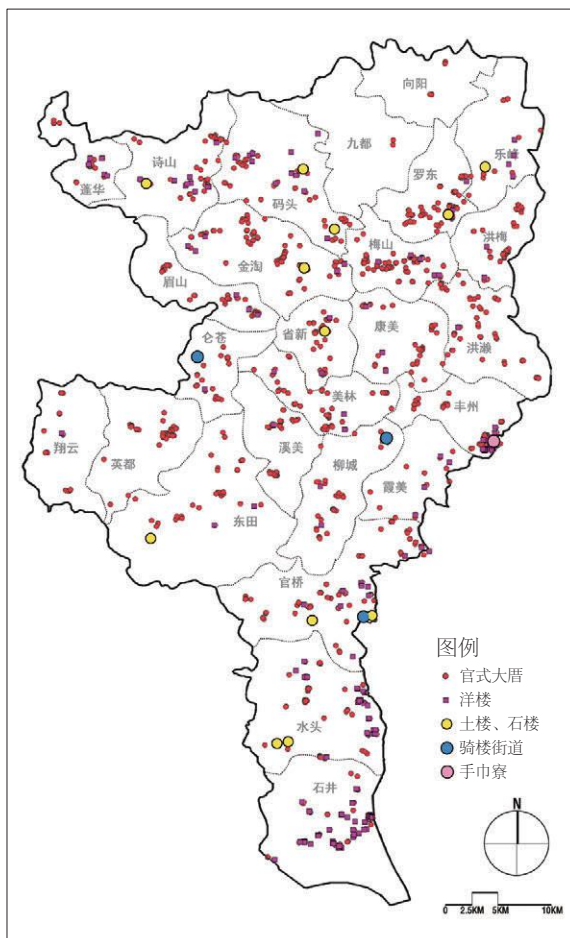 向阳
乐峰
九都
诗山
罗东
蓬华
码头
洪梅
梅山
金淘
眉山
省新
康美
仑苍
洪濑
美林
丰州
翔云
英都
溪美
柳城
霞美
东田
官桥
水头
石井
图例
官式大厝
洋楼
土楼、石楼
骑楼街道
手巾寮
N
0 2.5KM 5KM 10KM